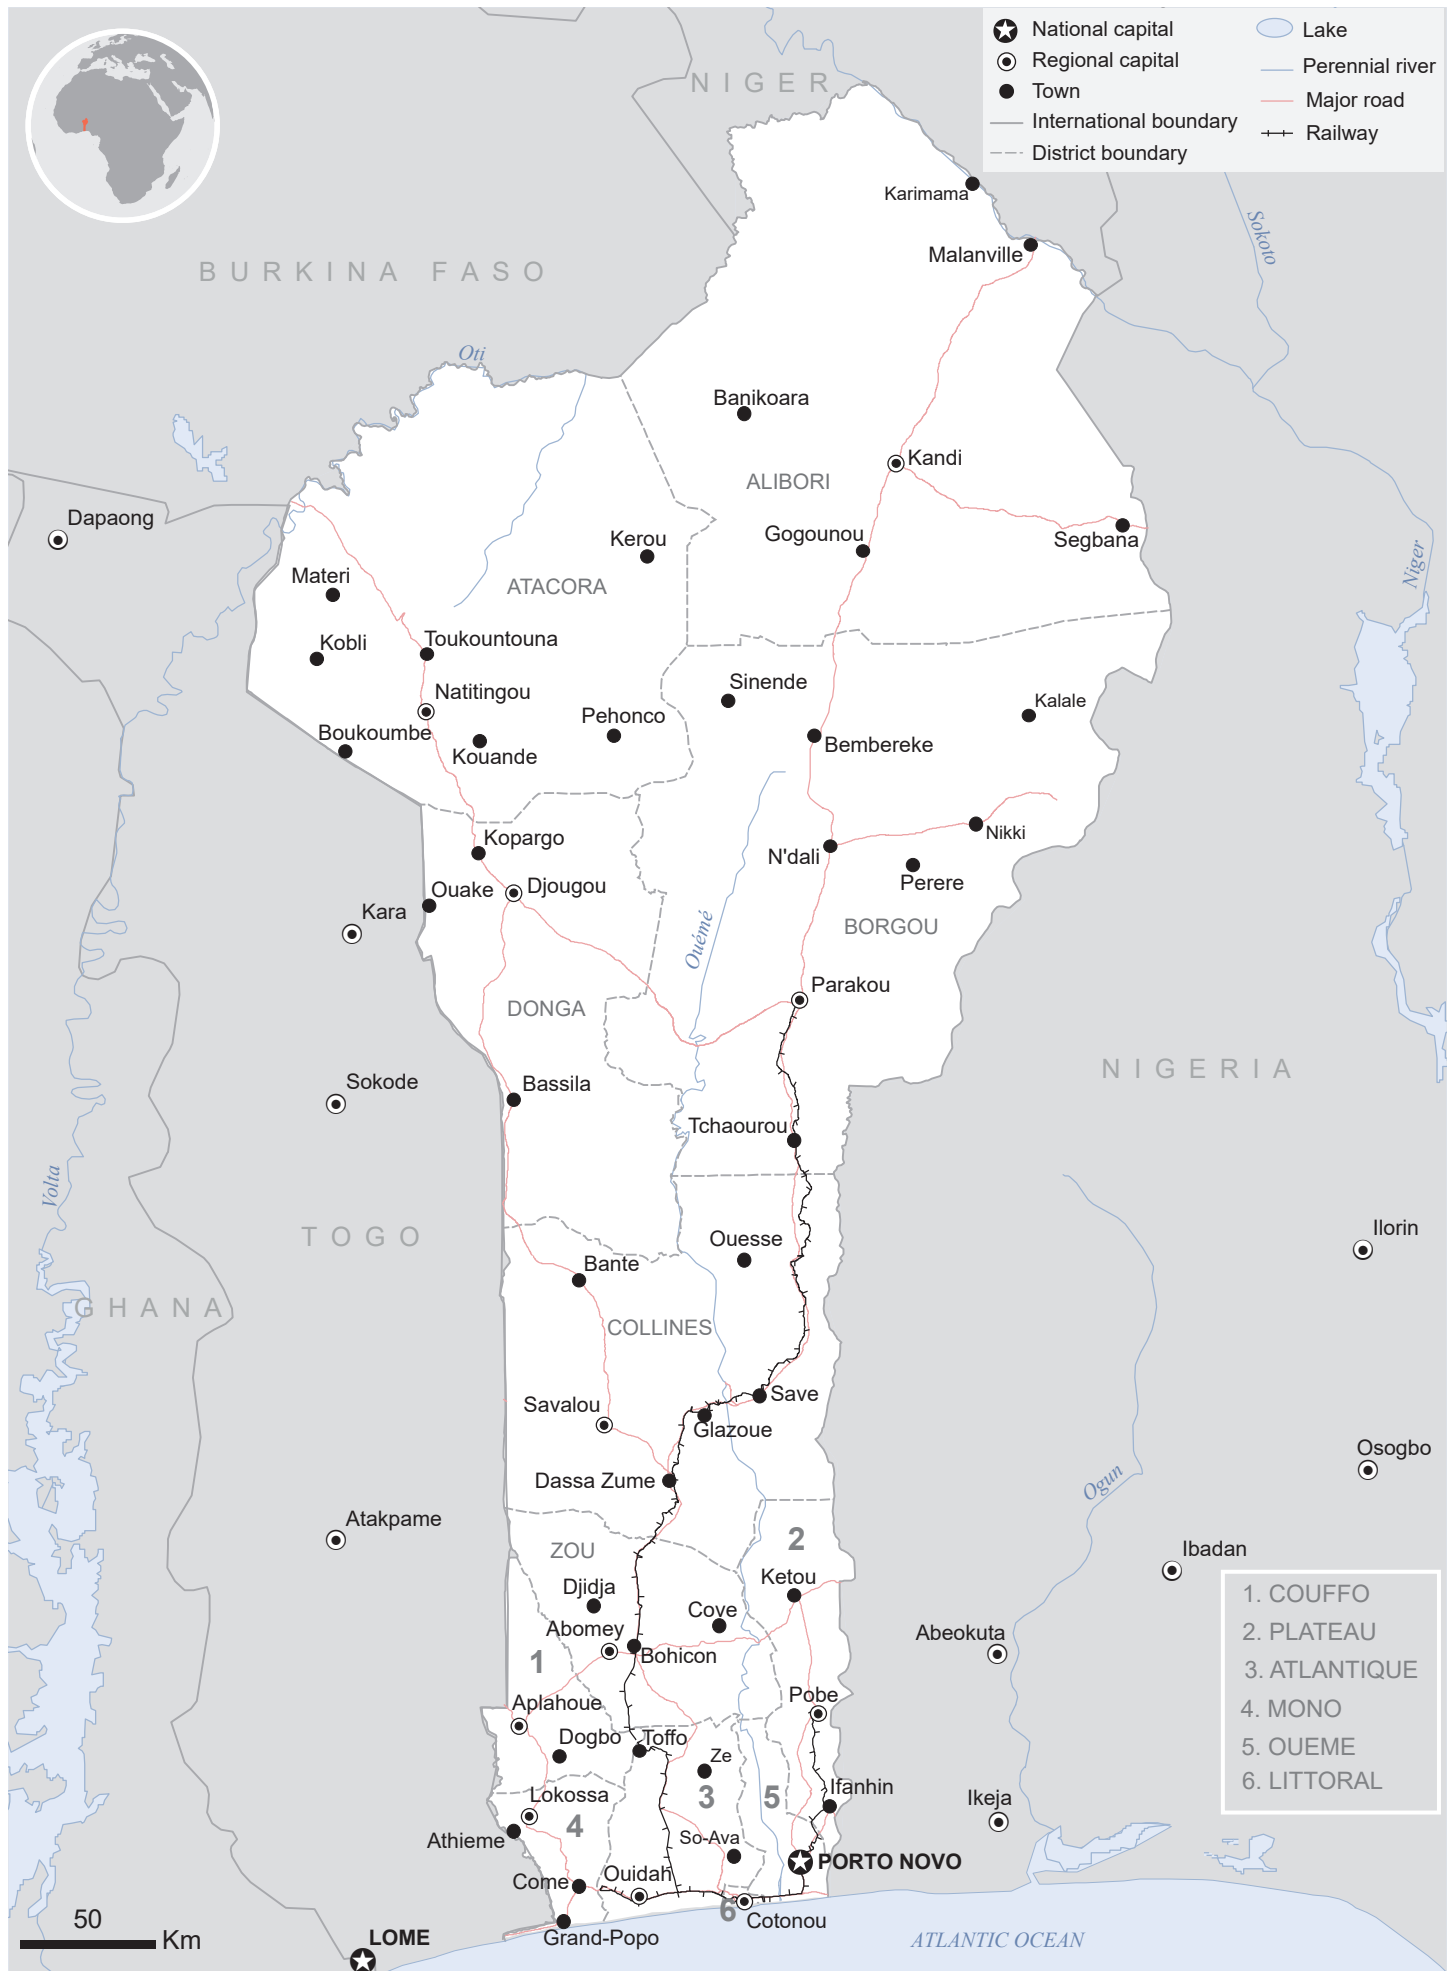 National capital
Regional capital
Town
International boundary
District boundary
Lake
Perennial river
Major road
Railway
NIGER
Karimama
Sokoto
Malanville
BURKINA FASO
Oti
Banikoara
Kandi
ALIBORI
Dapaong
Gogounou
Segbana
Kerou
Niger
Materi
ATACORA
Kobli
Toukountouna
Sinende
Natitingou
Kalale
Pehonco
Boukoumbe
Kouande
Bembereke
Kopargo
Nikki
N'dali
Perere
Ouake
Djougou
Kara
BORGOU
Ouémé
Parakou
DONGA
NIGERIA
Sokode
Bassila
Tchaourou
Volta
TOGO
Ilorin
Ouesse
Bante
GHANA
COLLINES
Save
Savalou
Glazoue
Osogbo
Dassa Zume
Ogun
Atakpame
2
ZOU
Ibadan
Ketou
Djidja
Cove
Abomey
Abeokuta
Bohicon
1
Pobe
Aplahoue
Dogbo
Toffo
Ze
3
5
Ifanhin
Lokossa
Ikeja
4
Athieme
So-Ava
PORTO NOVO
Come
Ouidah
6
Cotonou
Grand-Popo
LOME
ATLANTIC OCEAN
50
Km
1. COUFFO
2. PLATEAU
3. ATLANTIQUE
4. MONO
5. OUEME
6. LITTORAL